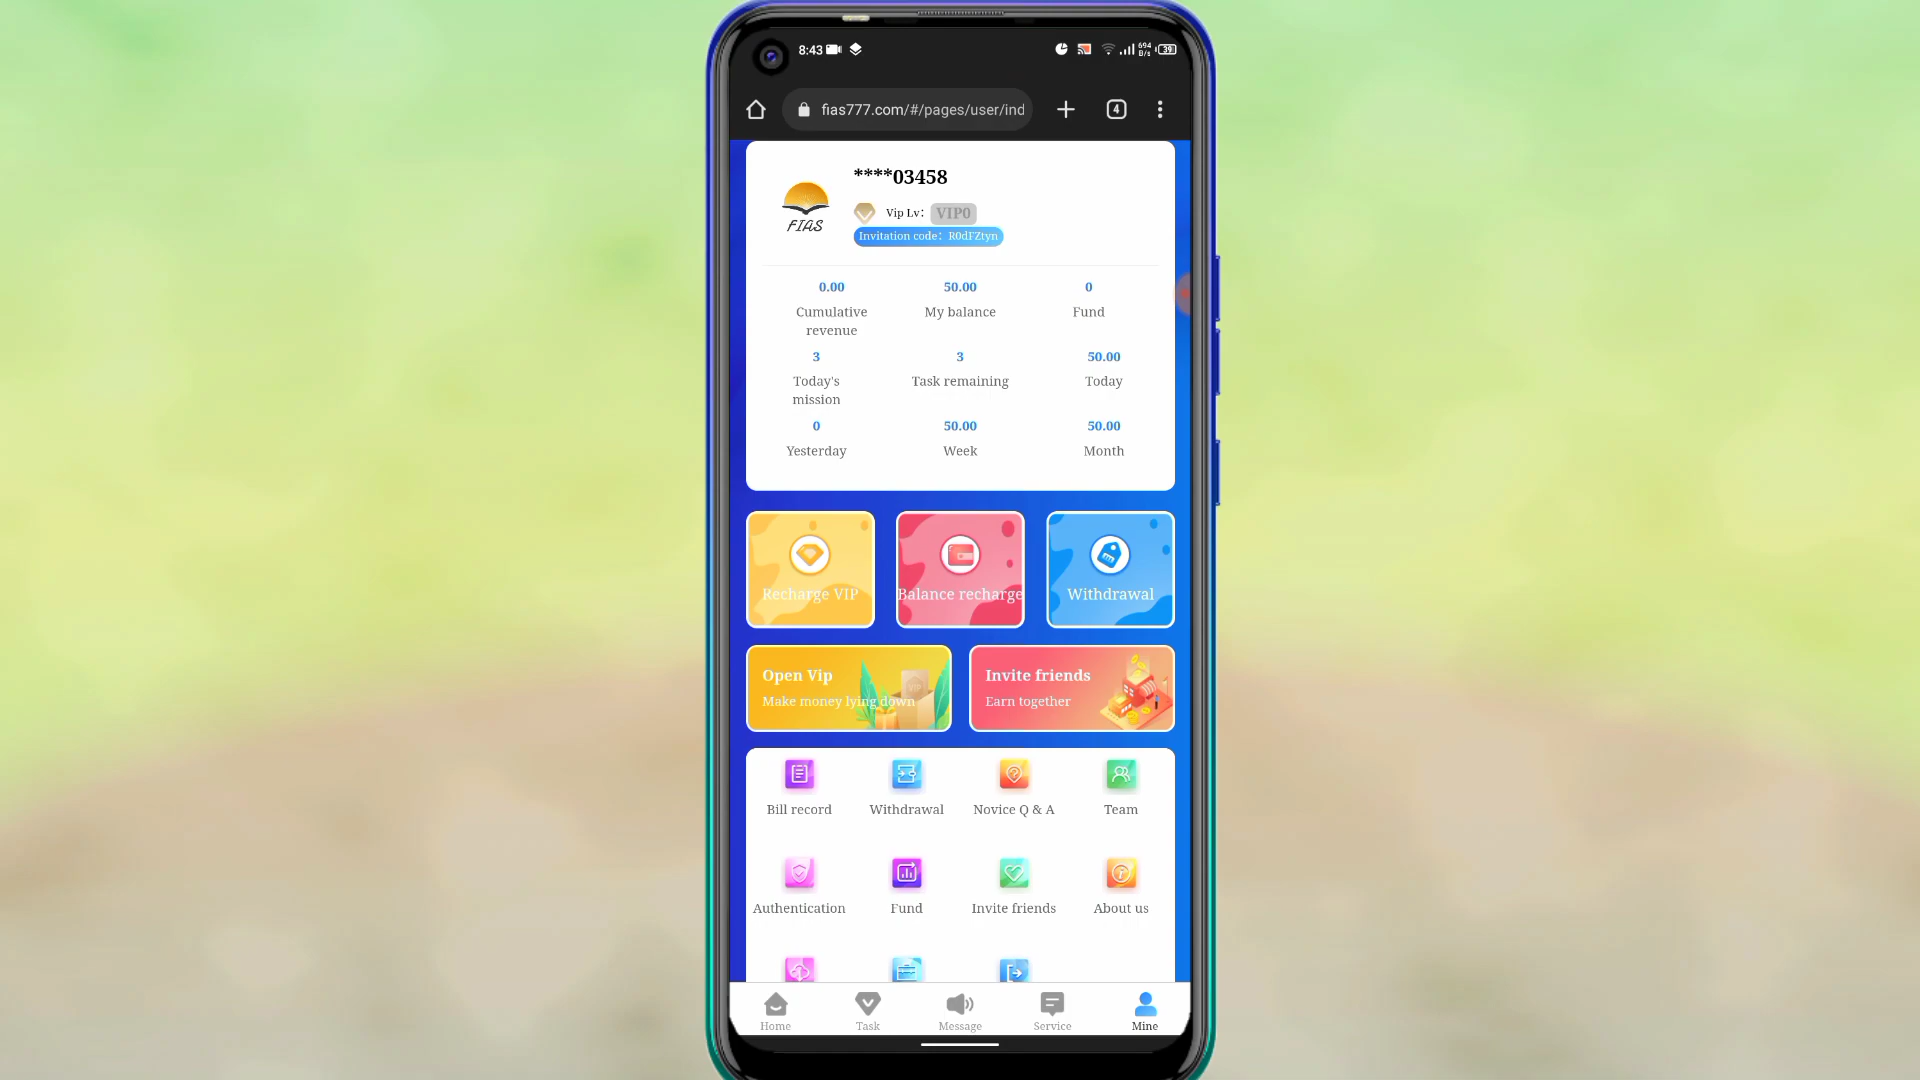 8:43
694
B/s
39
fias777.com/#/pages/user/ind
4
****03458
FIAS
Vip Lv: VIP0
Invitation code: R0dFZtyn
0.00 50.00 0
Cumulative revenue My balance Fund
3 3 50.00
Today's mission Task remaining Today
0 50.00 50.00
Yesterday Week Month
Recharge VIP Balance recharge Withdrawal
Open Vip
Make money lying down
Invite friends
Earn together
Bill record Withdrawal Novice Q & A Team
Authentication Fund Invite friends About us
Home Task Message Service Mine